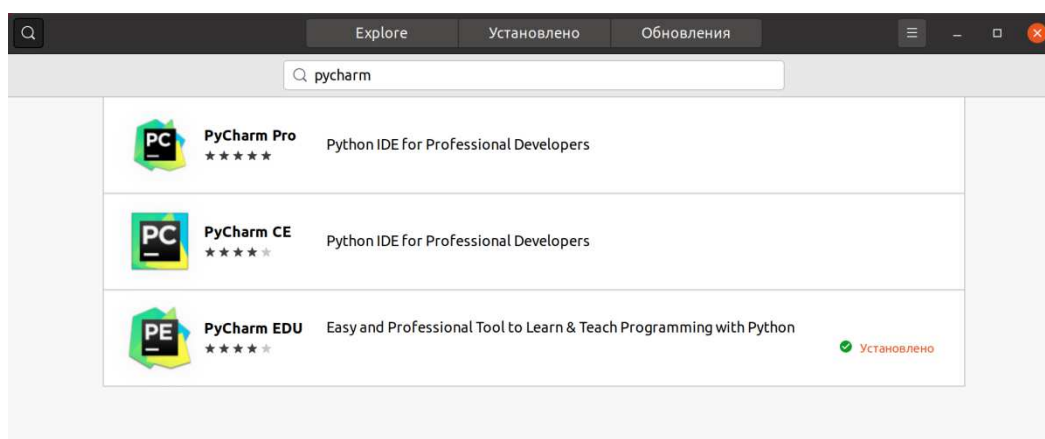 Explore Установлено Обновления
pycharm
PC
PyCharm Pro
Python IDE for Professional Developers
PC
PyCharm CE
Python IDE for Professional Developers
PE
PyCharm EDU
Easy and Professional Tool to Learn & Teach Programming with Python
Установлено